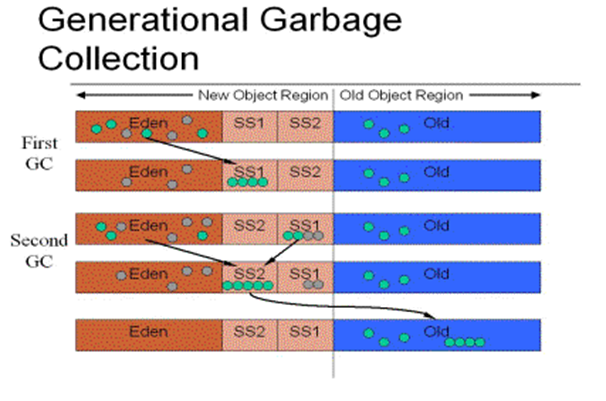 Generational Garbage
Collection
New Object Region Old Object Region
Eden SS1 SS2 Old
First
GC
Eden SS1 SS2 Old
Eden SS2 SS1 Old
Second
GC
Eden SS2 SS1 Old
Eden SS2 SS1 Old